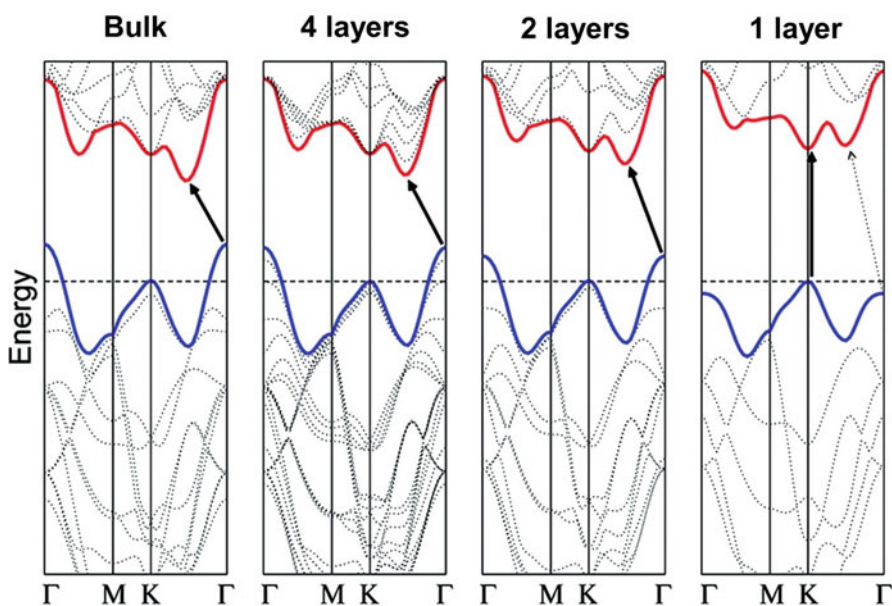 Bulk
4 layers
2 layers
1 layer
Energy
Γ M K Γ
Γ M K Γ
Γ M K Γ
Γ M K Γ